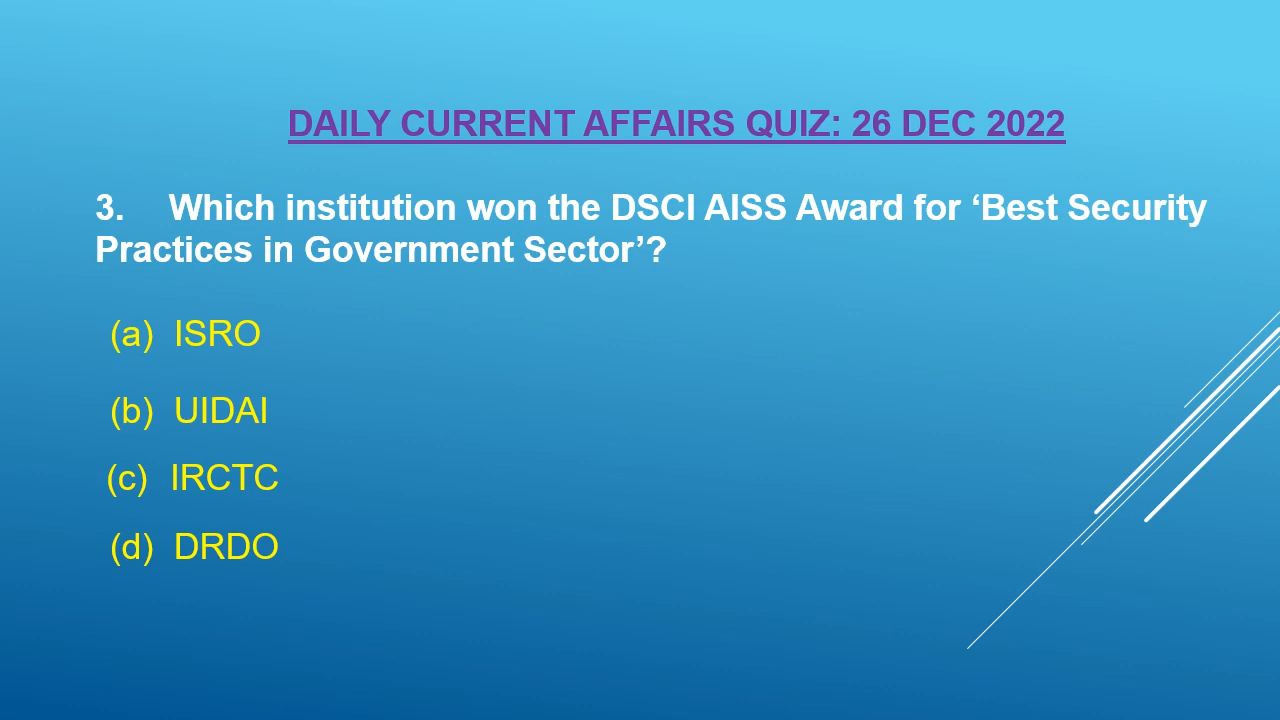 DAILY CURRENT AFFAIRS QUIZ: 26 DEC 2022
3. Which institution won the DSCI AISS Award for ‘Best Security
Practices in Government Sector’?
(a) ISRO
(b) UIDAI
(c) IRCTC
(d) DRDO